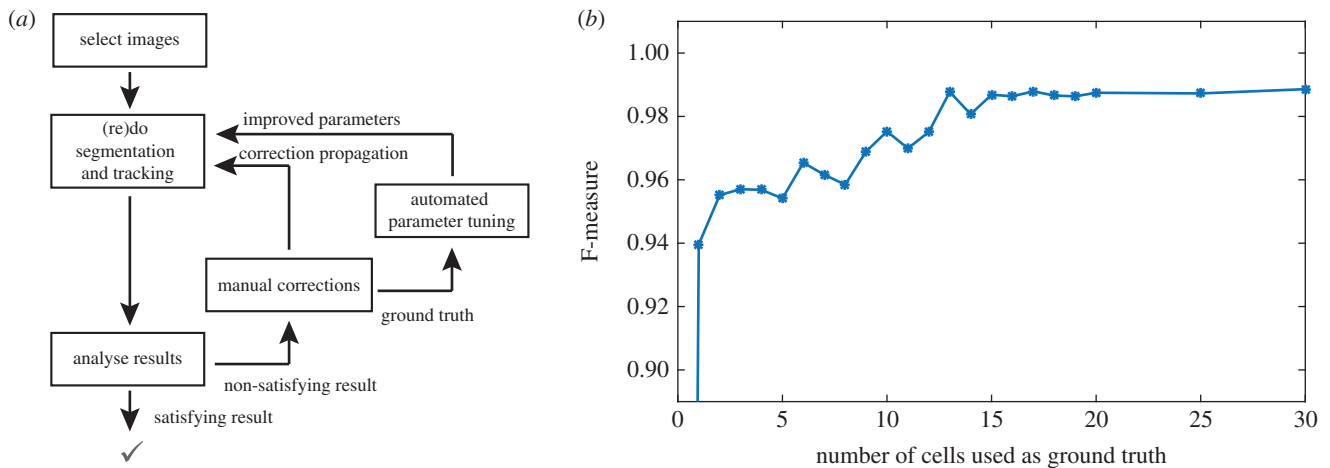 (a)
select images
(re)do
segmentation
and tracking
improved parameters
correction propagation
automated
parameter tuning
manual corrections
ground truth
analyse results
non-satisfying result
satisfying result
✓
(b)
1.00
0.98
0.96
0.94
0.92
0.90
F-measure
0 5 10 15 20 25 30
number of cells used as ground truth